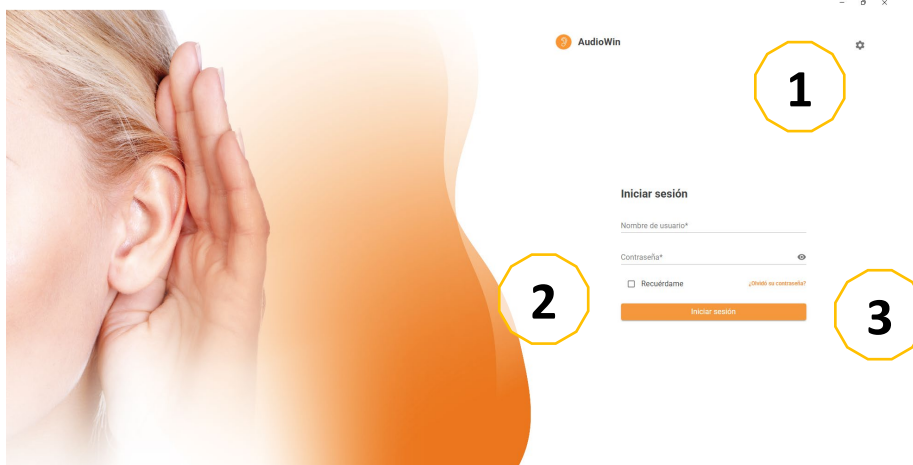 AudioWin
1
Iniciar sesión
Nombre de usuario*
Contraseña*
2
Recuérdame
¿Olvidó su contraseña?
Iniciar sesión
3